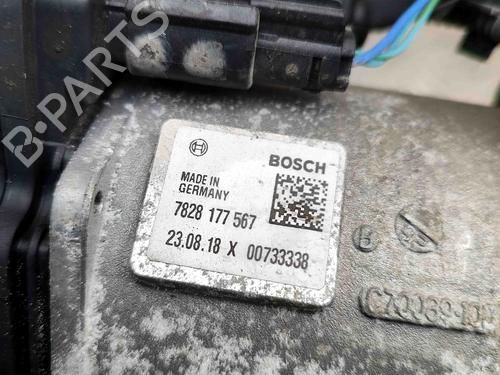 B-PARTS
BOSCH
MADE IN
GERMANY
7828 177 567
23.08.18 X 00733338
B